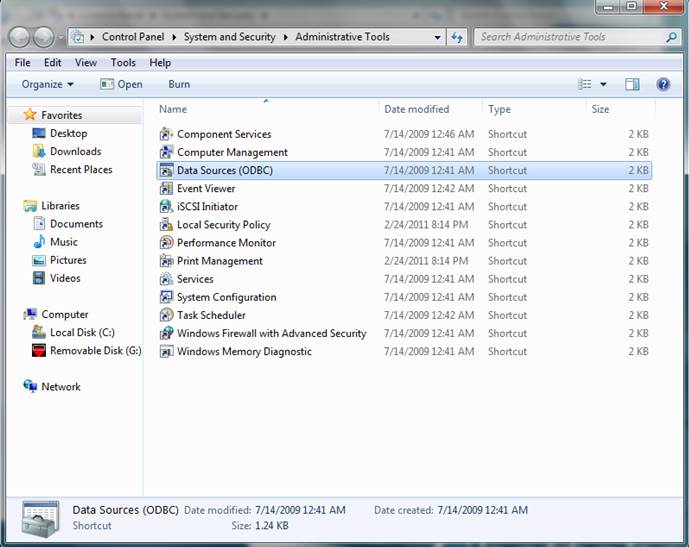 Control Panel System and Security Administrative Tools Search Administrative Tools
File Edit View Tools Help
Organize Open Burn
Name Date modified Type Size
Favorites
Desktop
Downloads
Recent Places
Libraries
Documents
Music
Pictures
Videos
Computer
Local Disk (C:)
Removable Disk (G:)
Network
Component Services 7/14/2009 12:46 AM Shortcut 2 KB
Computer Management 7/14/2009 12:41 AM Shortcut 2 KB
Data Sources (ODBC) 7/14/2009 12:41 AM Shortcut 2 KB
Event Viewer 7/14/2009 12:42 AM Shortcut 2 KB
iSCSI Initiator 7/14/2009 12:41 AM Shortcut 2 KB
Local Security Policy 2/24/2011 8:14 PM Shortcut 2 KB
Performance Monitor 7/14/2009 12:41 AM Shortcut 2 KB
Print Management 2/24/2011 8:14 PM Shortcut 2 KB
Services 7/14/2009 12:41 AM Shortcut 2 KB
System Configuration 7/14/2009 12:41 AM Shortcut 2 KB
Task Scheduler 7/14/2009 12:42 AM Shortcut 2 KB
Windows Firewall with Advanced Security 7/14/2009 12:41 AM Shortcut 2 KB
Windows Memory Diagnostic 7/14/2009 12:41 AM Shortcut 2 KB
Data Sources (ODBC) Date modified: 7/14/2009 12:41 AM Date created: 7/14/2009 12:41 AM
Shortcut Size: 1.24 KB